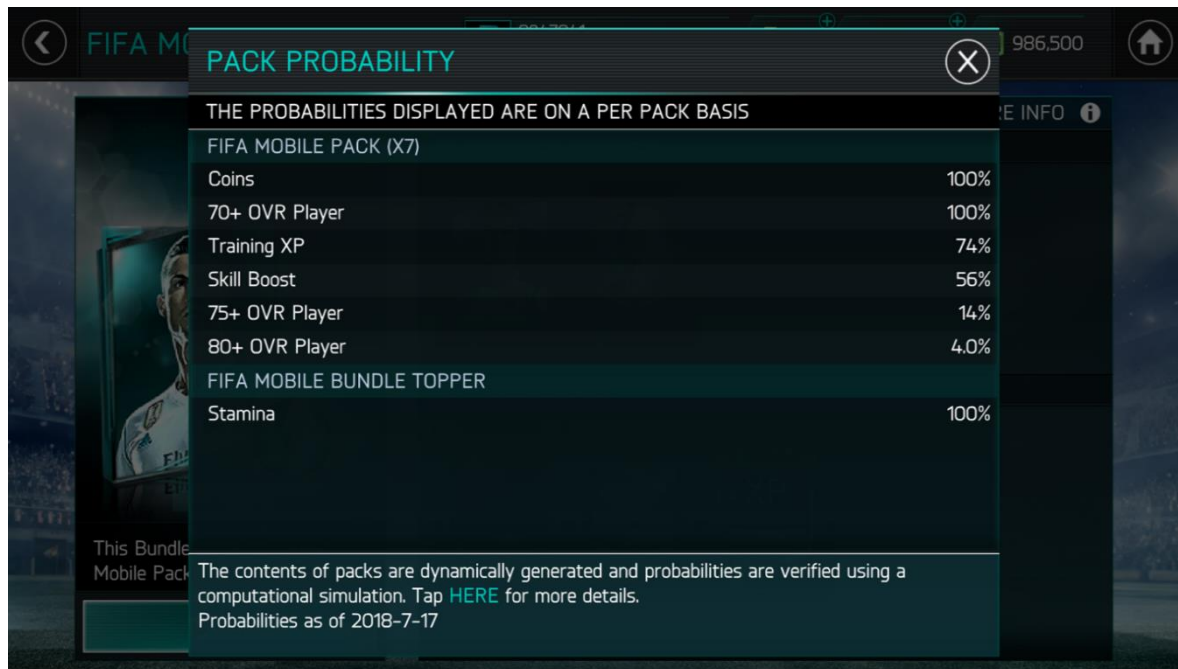 FIFA MO
986,500
PACK PROBABILITY
THE PROBABILITIES DISPLAYED ARE ON A PER PACK BASIS
RE INFO
FIFA MOBILE PACK (X7)
Coins 100%
70+ OVR Player 100%
Training XP 74%
Skill Boost 56%
75+ OVR Player 14%
80+ OVR Player 4.0%
FIFA MOBILE BUNDLE TOPPER
Stamina 100%
This Bundle
Mobile Pack
The contents of packs are dynamically generated and probabilities are verified using a
computational simulation. Tap HERE for more details.
Probabilities as of 2018-7-17